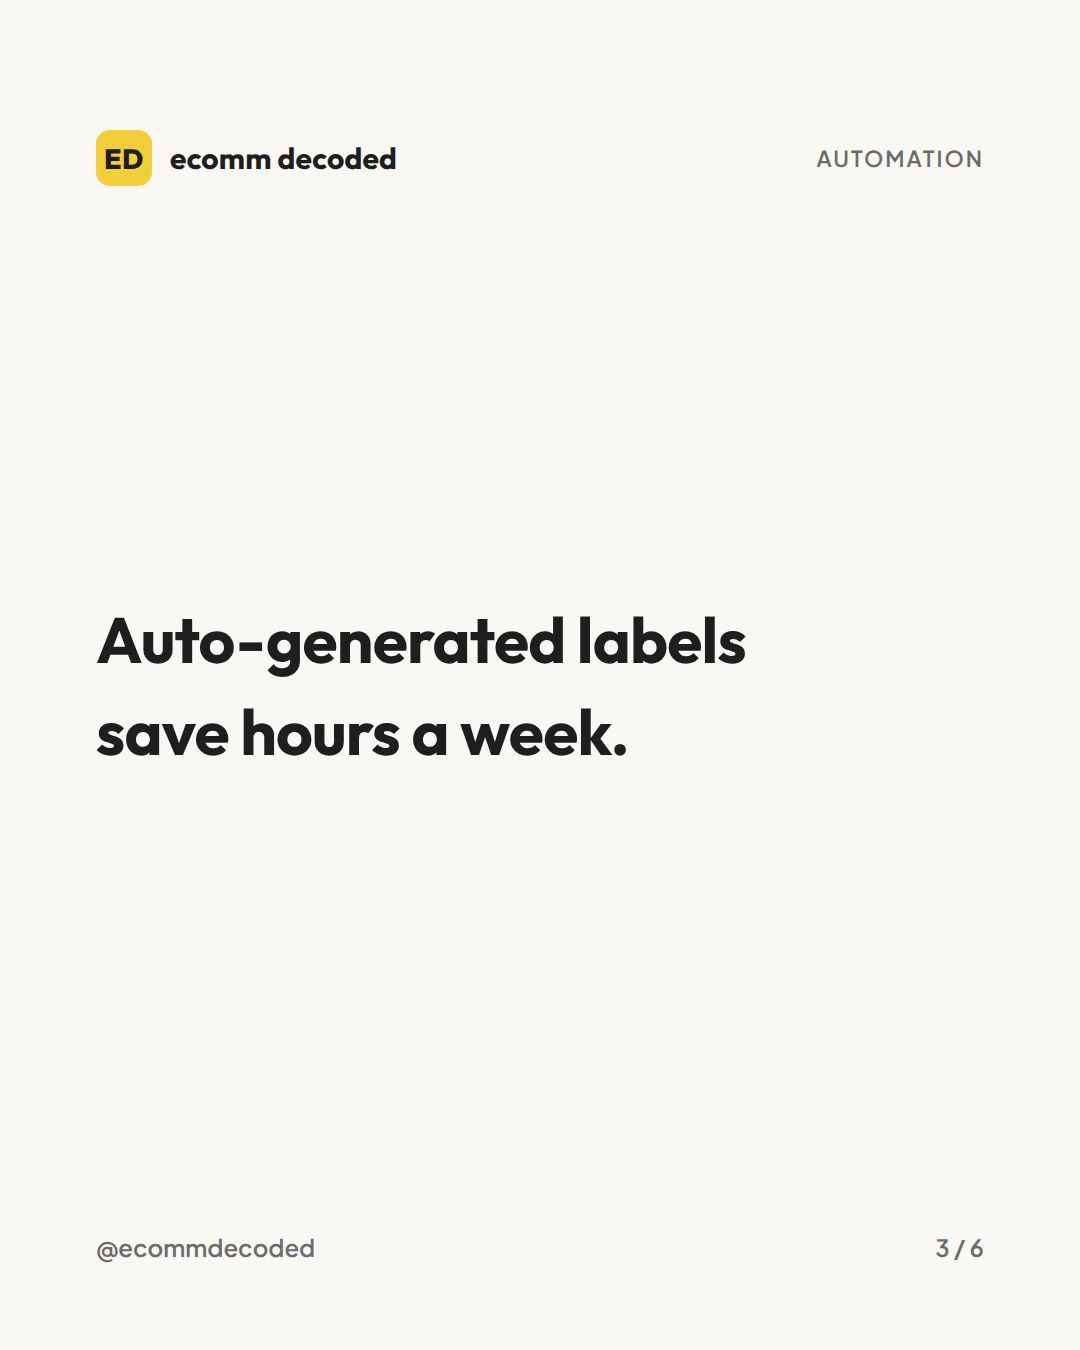 ED ecomm decoded
AUTOMATION
Auto-generated labels
save hours a week.
@ecommdecoded
3 / 6